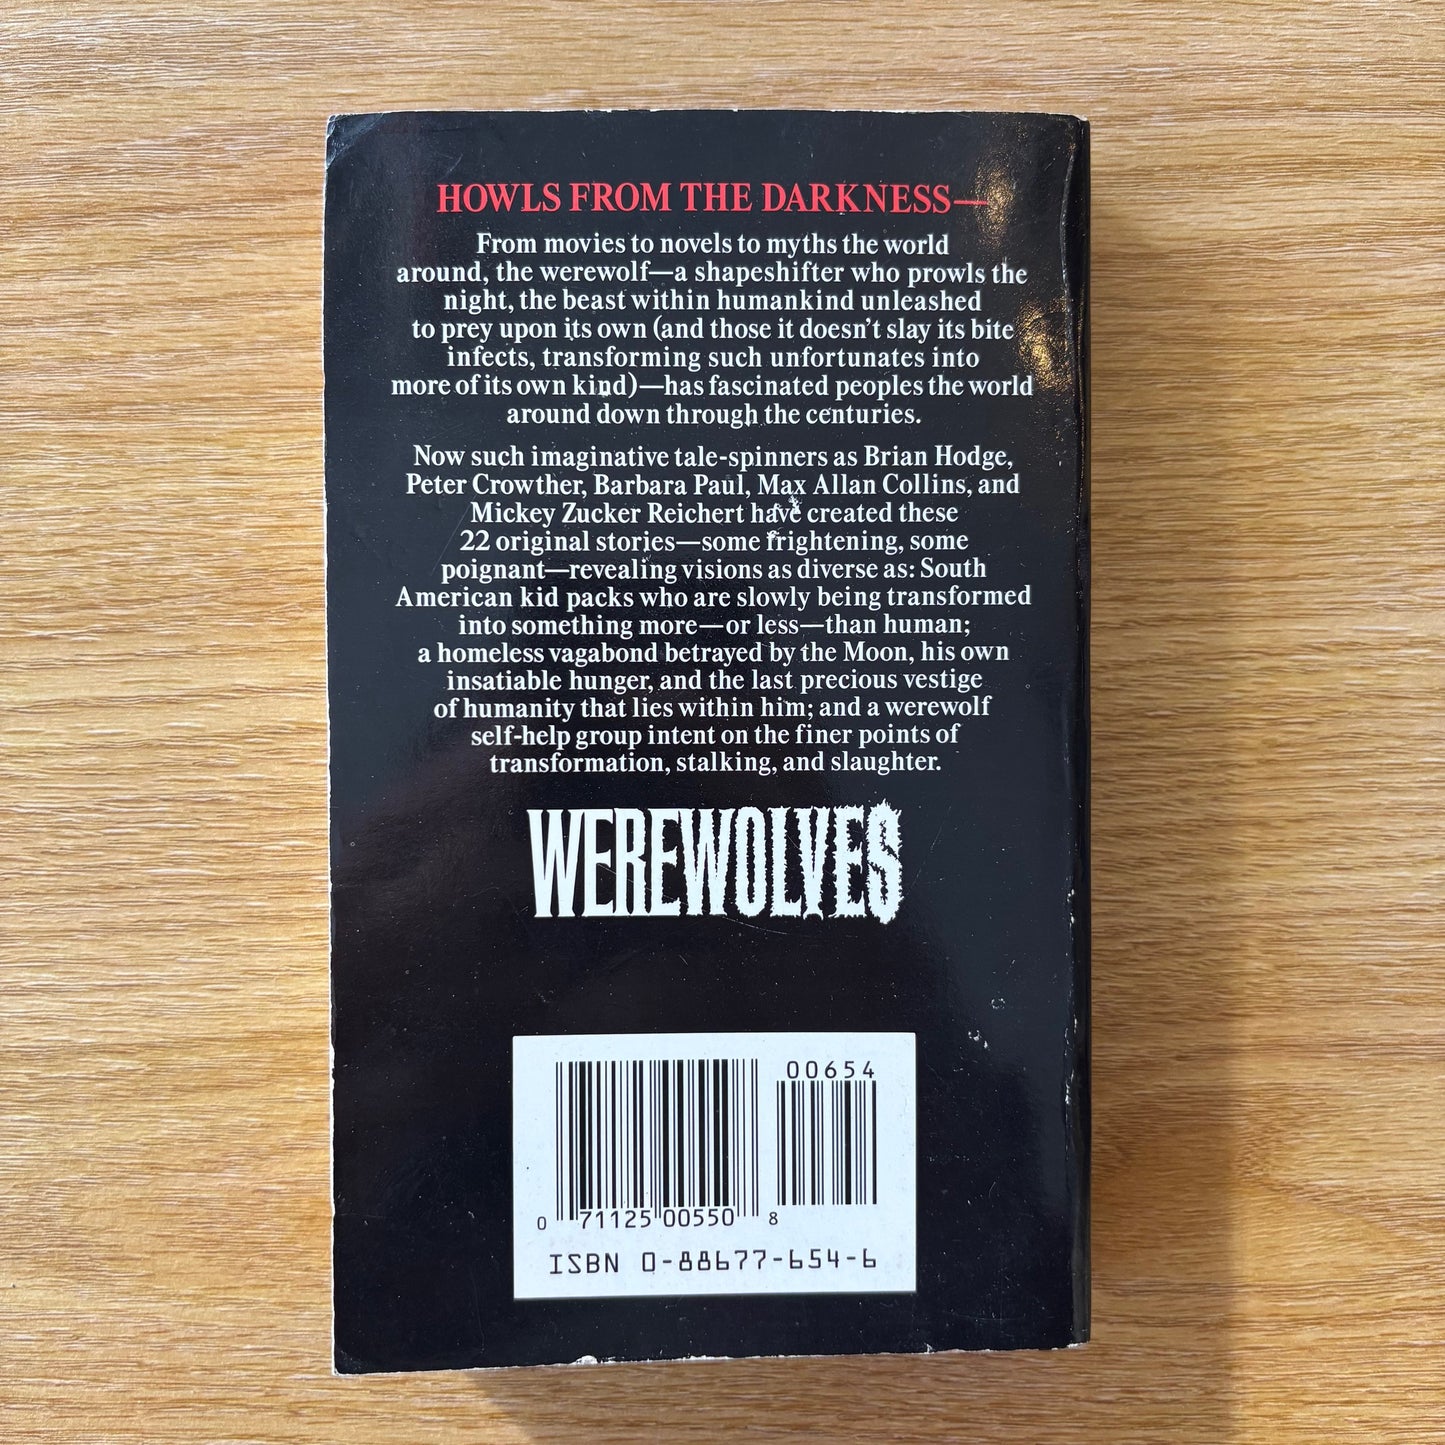 HOWLS FROM THE DARKNESS—
From movies to novels to myths the world
around, the werewolf—a shapeshifter who prowls the
night, the beast within humankind unleashed
to prey upon its own (and those it doesn't slay its bite
infects, transforming such unfortunates into
more of its own kind)—has fascinated peoples the world
around down through the centuries.
Now such imaginative tale-spinners as Brian Hodge,
Peter Crowther, Barbara Paul, Max Allan Collins, and
Mickey Zucker Reichert have created these
22 original stories—some frightening, some
poignant—revealing visions as diverse as: South
American kid packs who are slowly being transformed
into something more—or less—than human;
a homeless vagabond betrayed by the Moon, his own
insatiable hunger, and the last precious vestige
of humanity that lies within him; and a werewolf
self-help group intent on the finer points of
transformation, stalking, and slaughter.
WEREWOLVES
00654
0 71125 00550 8
ISBN 0-88677-654-6